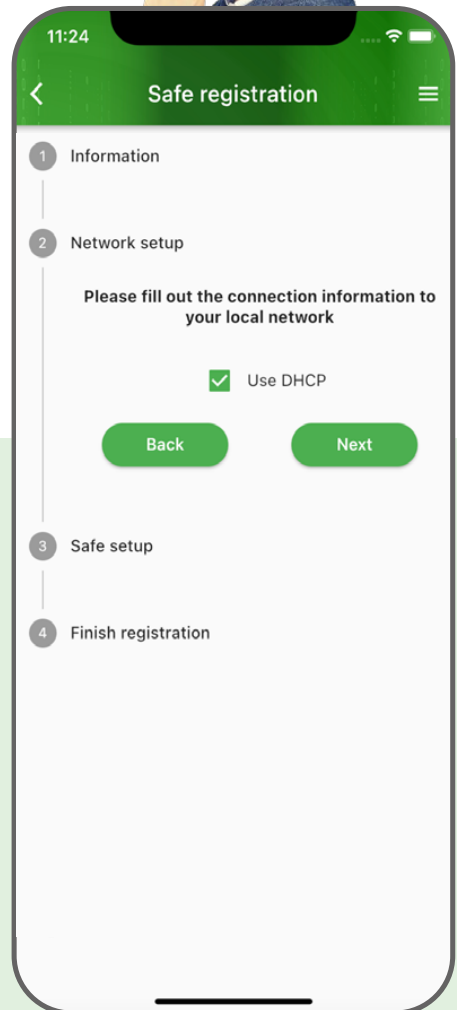 11:24
Safe registration
1 Information
2 Network setup
Please fill out the connection information to
your local network
Use DHCP
Back Next
3 Safe setup
4 Finish registration